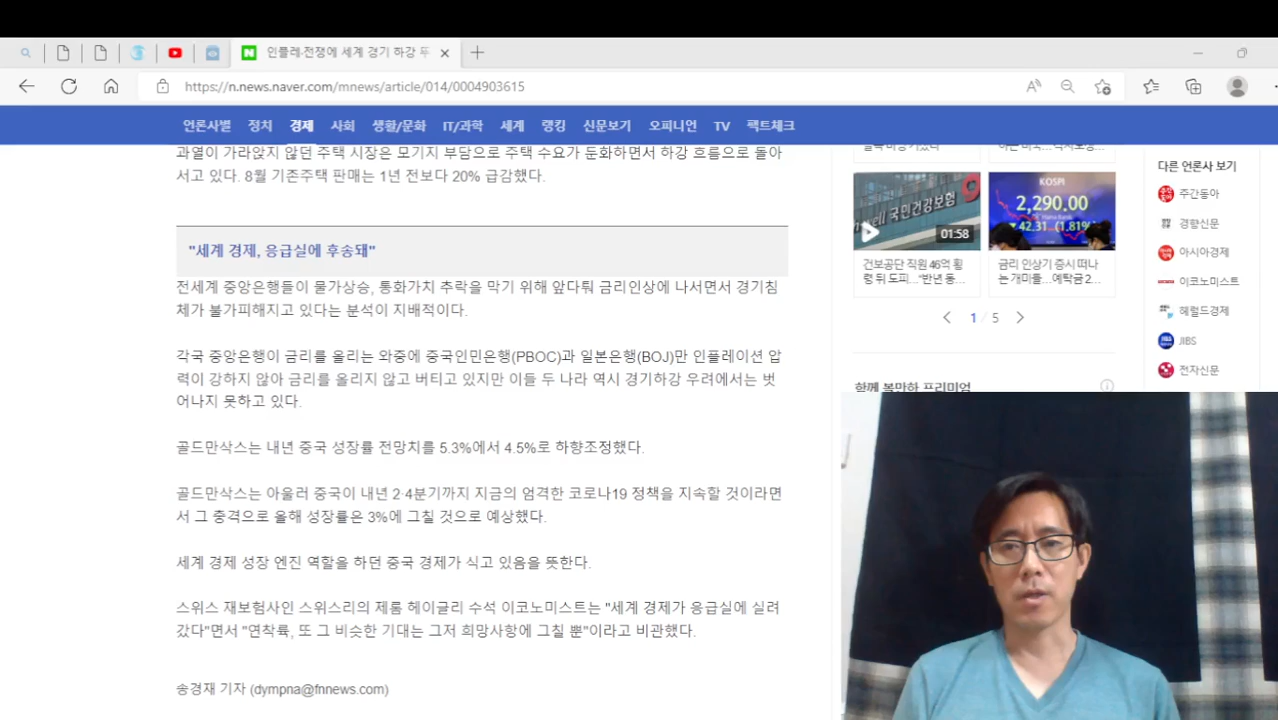 인플레·전쟁에 세계 경기 하강
https://n.news.naver.com/mnews/article/014/0004903615
언론사별 정치 경제 사회 생활/문화 IT/과학 세계 랭킹 신문보기 오피니언 TV 팩트체크
과열이 가라앉지 않던 주택 시장은 모기지 부담으로 주택 수요가 둔화하면서 하강 흐름으로 돌아
서고 있다. 8월 기존주택 판매는 1년 전보다 20% 급감했다.
"세계 경제, 응급실에 후송돼"
전세계 중앙은행들이 물가상승, 통화가치 추락을 막기 위해 앞다퉈 금리인상에 나서면서 경기침
체가 불가피해지고 있다는 분석이 지배적이다.
각국 중앙은행이 금리를 올리는 와중에 중국인민은행(PBOC)과 일본은행(BOJ)만 인플레이션 압
력이 강하지 않아 금리를 올리지 않고 버티고 있지만 이들 두 나라 역시 경기하강 우려에서는 벗
어나지 못하고 있다.
골드만삭스는 내년 중국 성장률 전망치를 5.3%에서 4.5%로 하향조정했다.
골드만삭스는 아울러 중국이 내년 2·4분기까지 지금의 엄격한 코로나19 정책을 지속할 것이라면
서 그 충격으로 올해 성장률은 3%에 그칠 것으로 예상했다.
세계 경제 성장 엔진 역할을 하던 중국 경제가 식고 있음을 뜻한다.
스위스 재보험사인 스위스리의 제롬 헤이글리 수석 이코노미스트는 "세계 경제가 응급실에 실려
갔다"면서 "연착륙, 또 그 비슷한 기대는 그저 희망사항에 그칠 뿐"이라고 비관했다.
송경재 기자 (dympna@fnnews.com)
국민건강보험
01:58
KOSPI
2,290.00
▼42.31 (1.81%)
건보공단 직원 46억 횡
령 뒤 도피…"반년 동…
금리 인상기 증시 떠나
는 개미들…예탁금 2…
1 / 5
함께 볼만한 프리미엄
다른 언론사 보기
주간동아
경향신문
아시아경제
이코노미스트
헤럴드경제
JIBS
전자신문